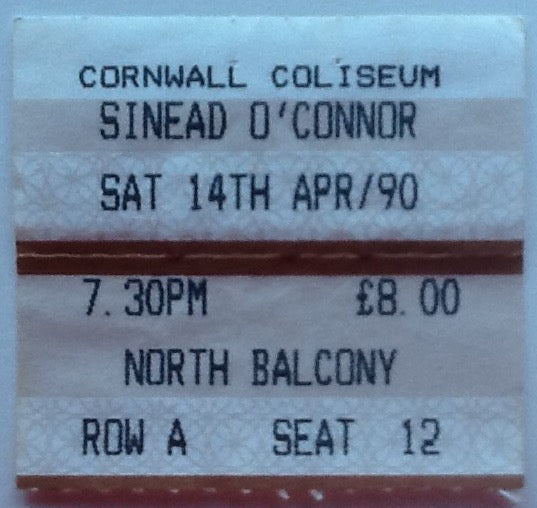 CORNWALL COLISEUM
SINEAD O'CONNOR
SAT 14TH APR/90
7.30PM £8.00
NORTH BALCONY
ROW A SEAT 12